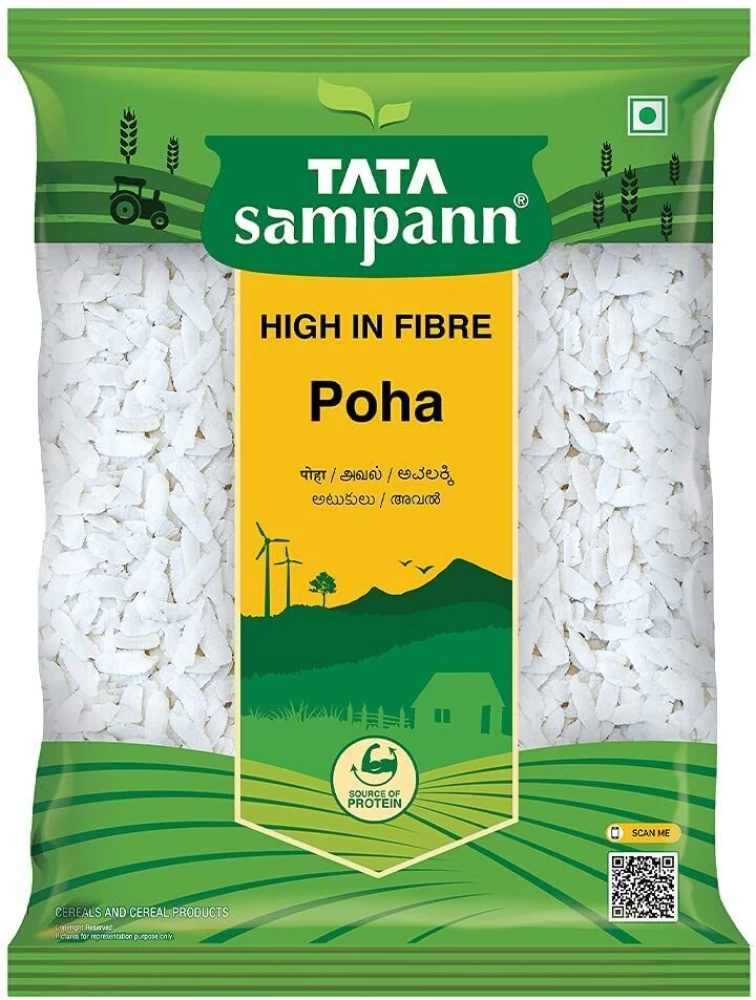 TATA
sampann®
HIGH IN FIBRE
Poha
पोहा / அவல் / ಅವಲಕ್ಕಿ
అటుకులు / അവൽ
SOURCE OF
PROTEIN
SCAN ME
CEREALS AND CEREAL PRODUCTS
Copyright Reserved
Pictures for representation purpose only